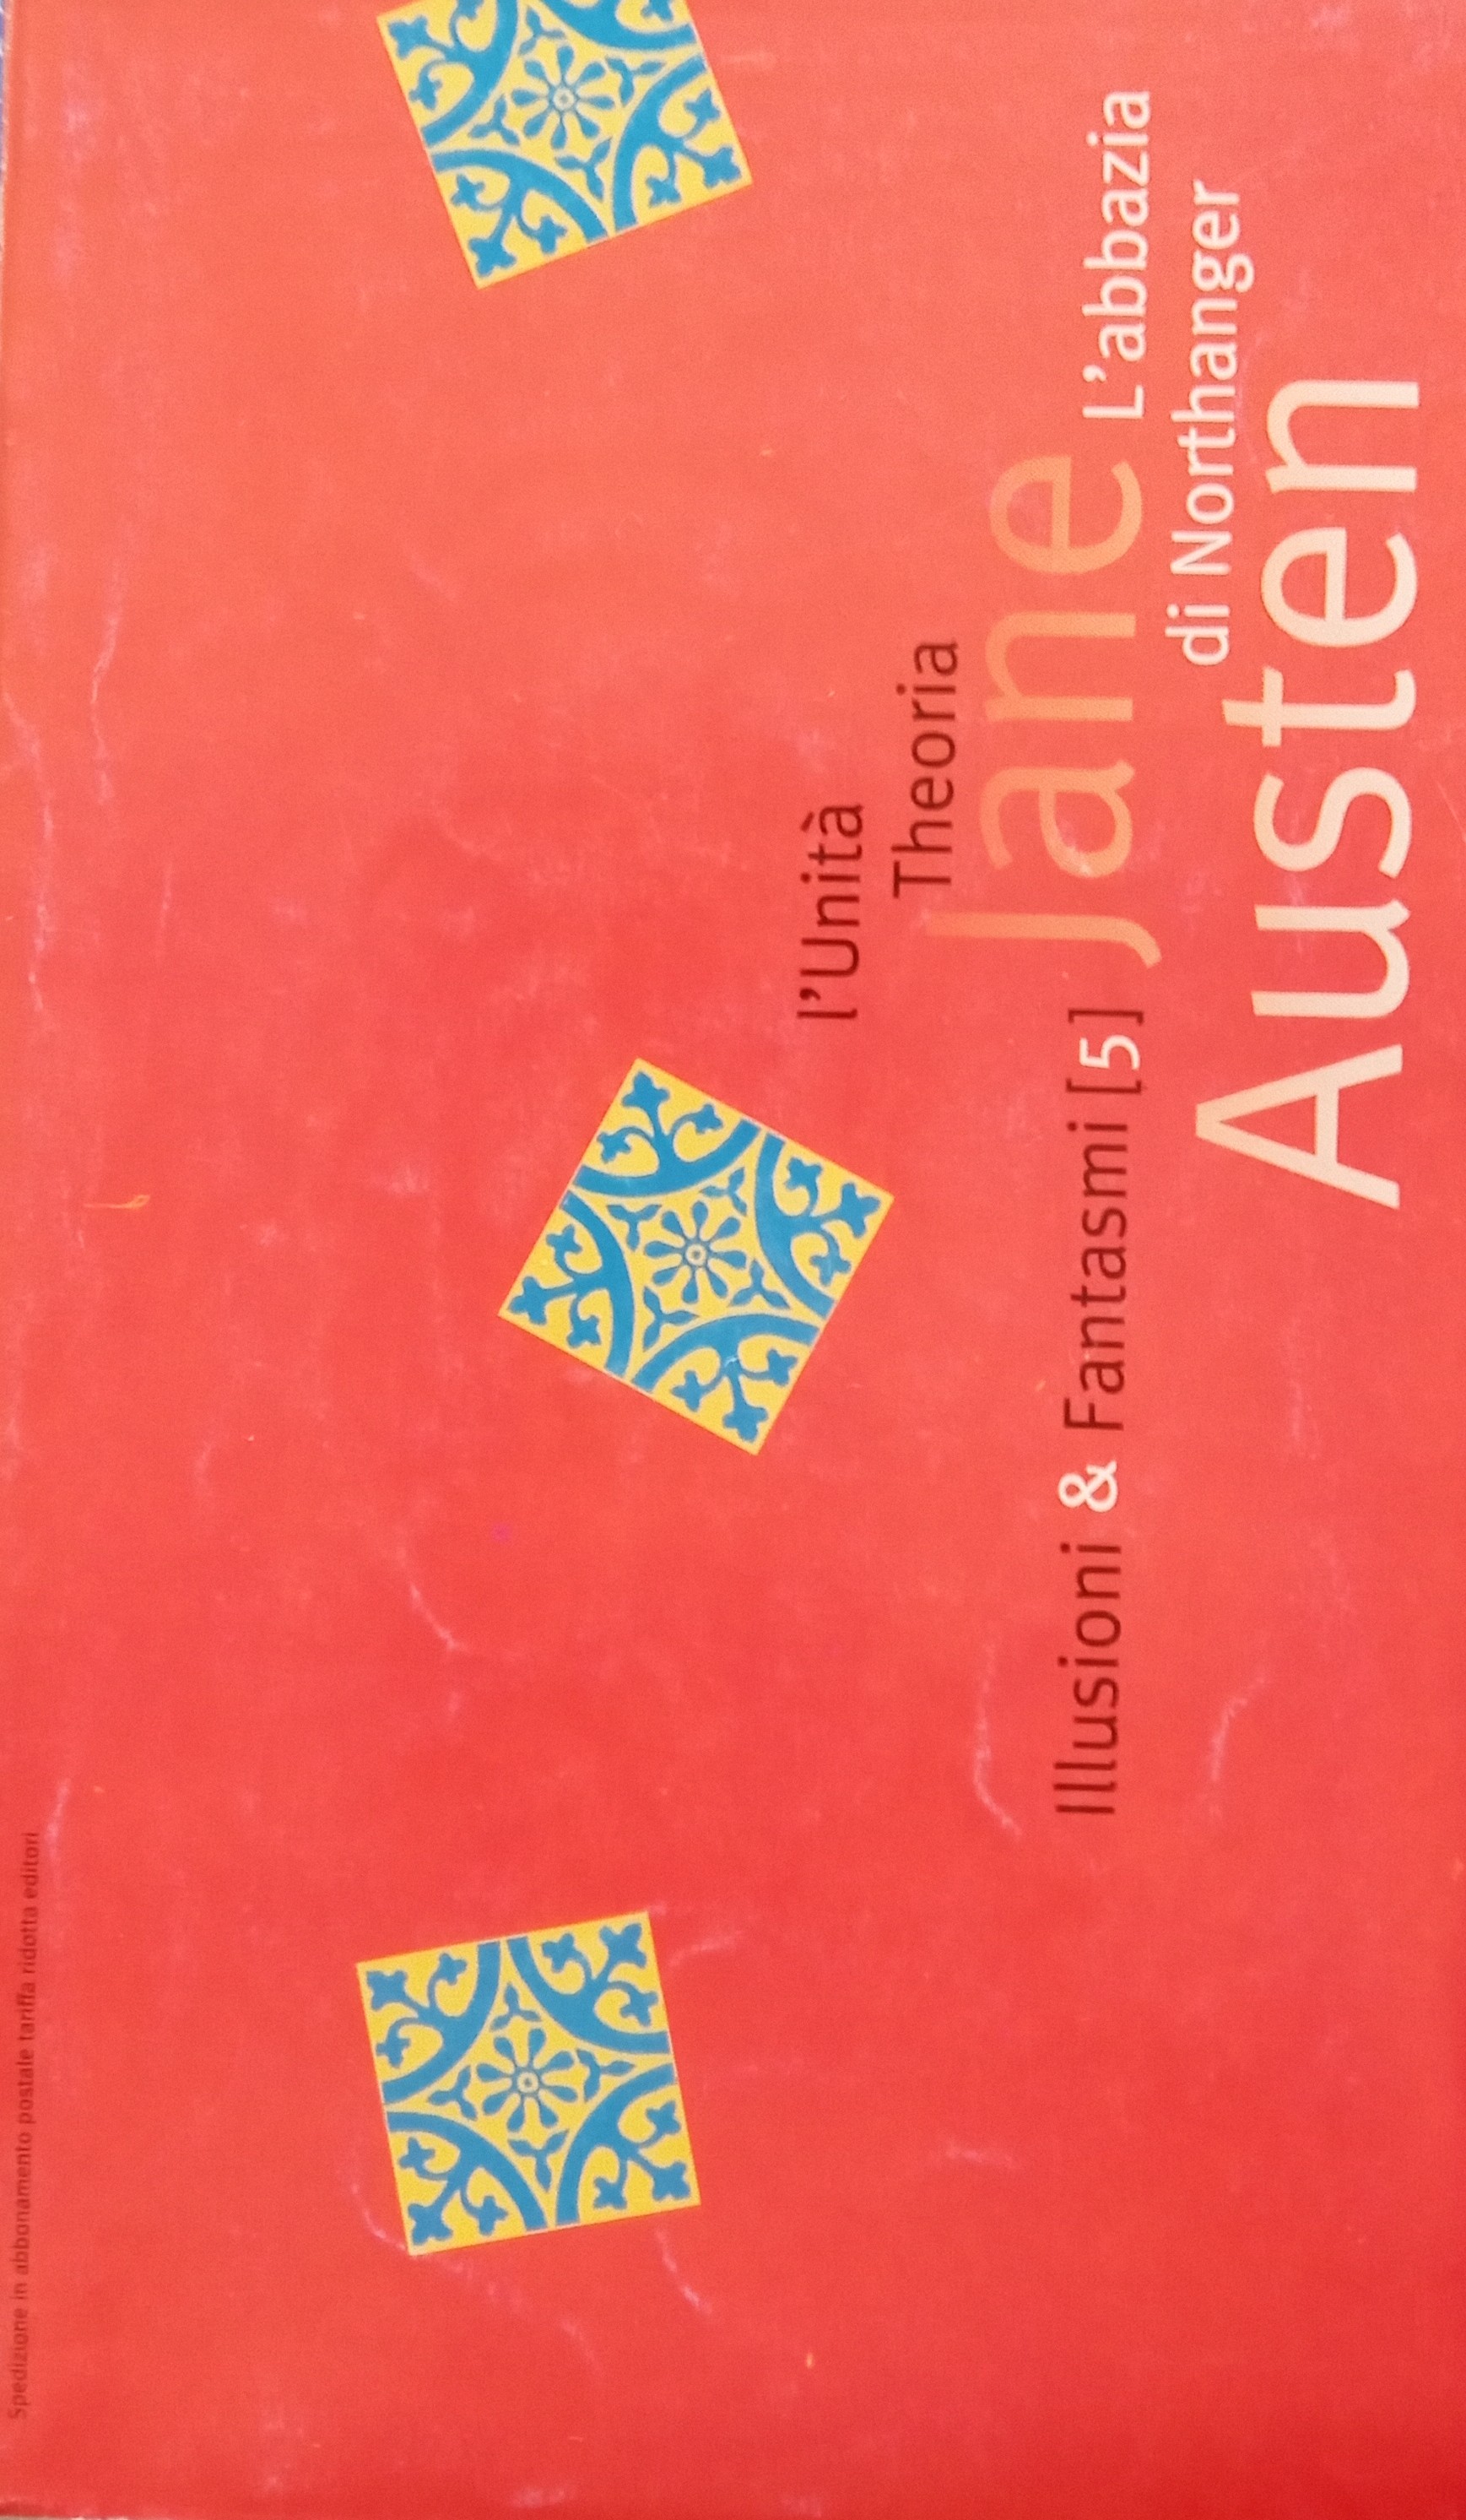 Spedizione in abbonamento postale tariffa ridotta editori
l'Unità
Theoria
Illusioni & Fantasmi [5] Jane L'abbazia
di Northanger
Austen